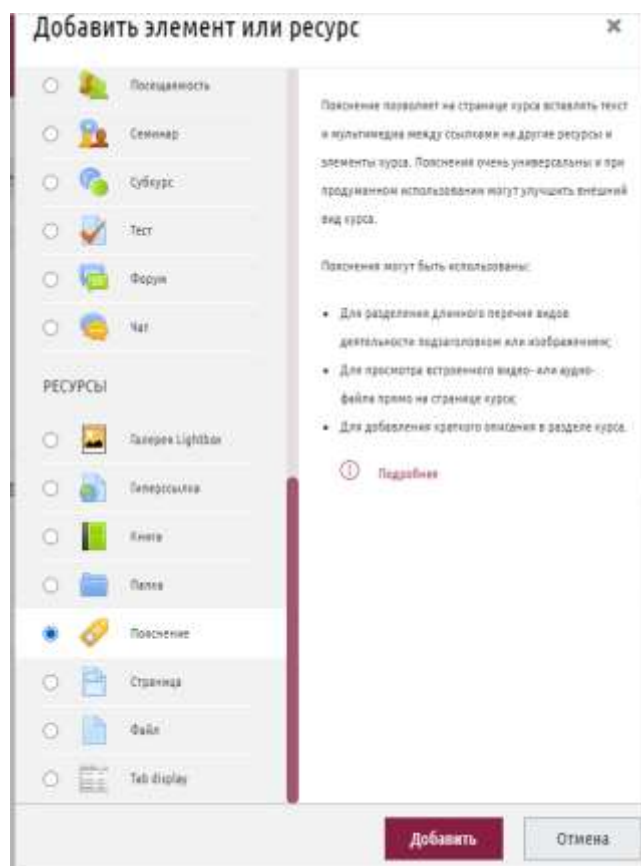 Добавить элемент или ресурс
Посещаемость
Семинар
Субкурс
Тест
Форум
Чат
РЕСУРСЫ
Галерея Lightbox
Гиперссылка
Книга
Папка
Пояснение
Страница
Файл
Tab display
Пояснение позволяет на странице курса вставлять текст
и мультимедиа между ссылками на другие ресурсы и
элементы курса. Пояснения очень универсальны и при
продуманном использовании могут улучшить внешний
вид курса.
Пояснения могут быть использованы:
Для разделения длинного перечня видов
деятельности подзаголовком или изображением;
Для просмотра встроенного видео- или аудио-
файла прямо на странице курса;
Для добавления краткого описания в разделе курса.
Подробнее
Добавить
Отмена